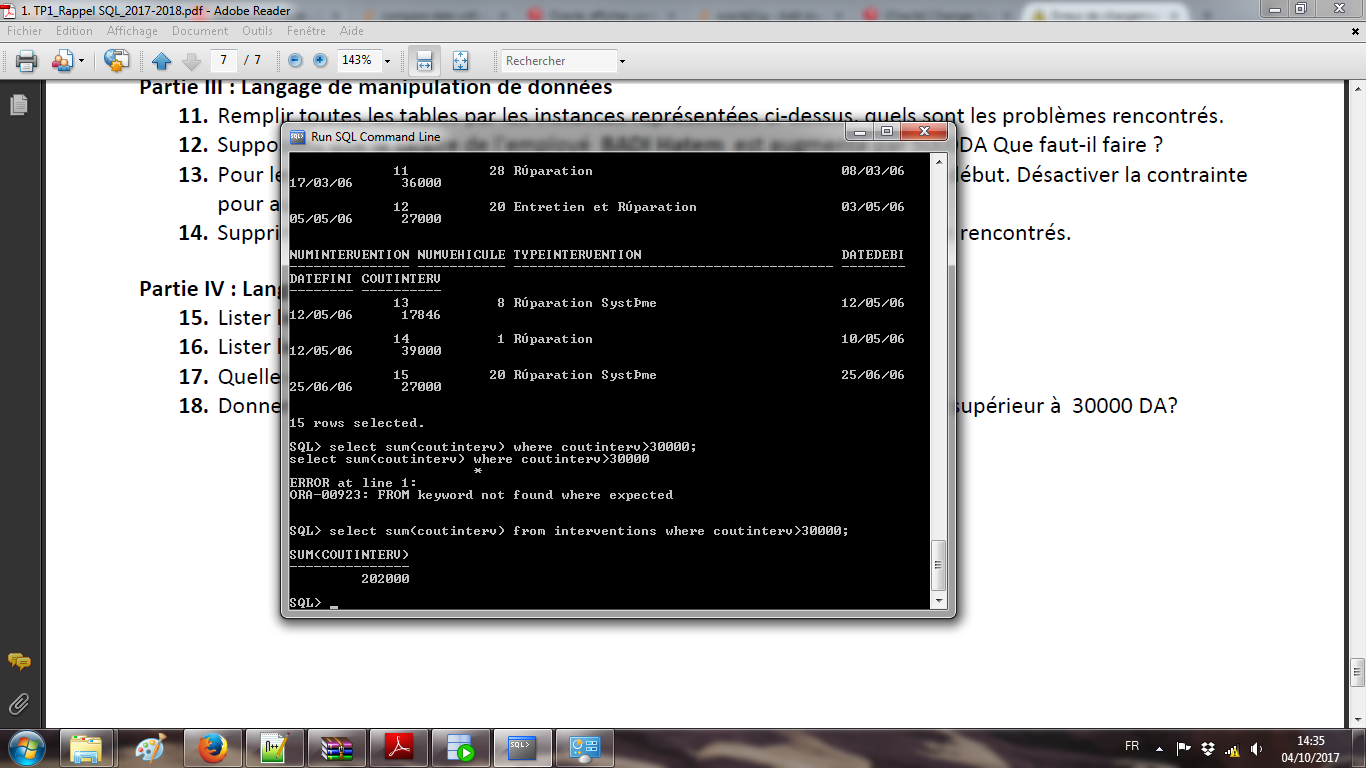 1. TP1_Rappel SQL_2017-2018.pdf - Adobe Reader
Fichier Edition Affichage Document Outils Fenêtre Aide
7 / 7 143% Rechercher
Partie III : Langage de manipulation de données
11. Remplir toutes les tables par les instances représentées ci-dessus, quels sont les problèmes rencontrés.
12. Suppo DA Que faut-il faire ?
13. Pour le début. Désactiver la contrainte
pour a
14. Suppri rencontrés.
Partie IV : Lang
15. Lister
16. Lister
17. Quelle
18. Donne supérieur à 30000 DA?
Run SQL Command Line
11 28 Rúparation 08/03/06
17/03/06 36000
12 20 Entretien et Rúparation 03/05/06
05/05/06 27000
NUMINTERVENTION NUMVEHICULE TYPEINTERVENTION DATEDEBI
--------------- ----------- ---------------------------------------- --------
DATEFINI COUTINTERV
-------- ----------
13 8 Rúparation SystÞme 12/05/06
12/05/06 17846
14 1 Rúparation 10/05/06
12/05/06 39000
15 20 Rúparation SystÞme 25/06/06
25/06/06 27000
15 rows selected.
SQL> select sum(coutinterv) where coutinterv>30000;
select sum(coutinterv) where coutinterv>30000
*
ERROR at line 1:
ORA-00923: FROM keyword not found where expected
SQL> select sum(coutinterv) from interventions where coutinterv>30000;
SUM(COUTINTERV)
---------------
202000
SQL> _
FR 14:35
04/10/2017